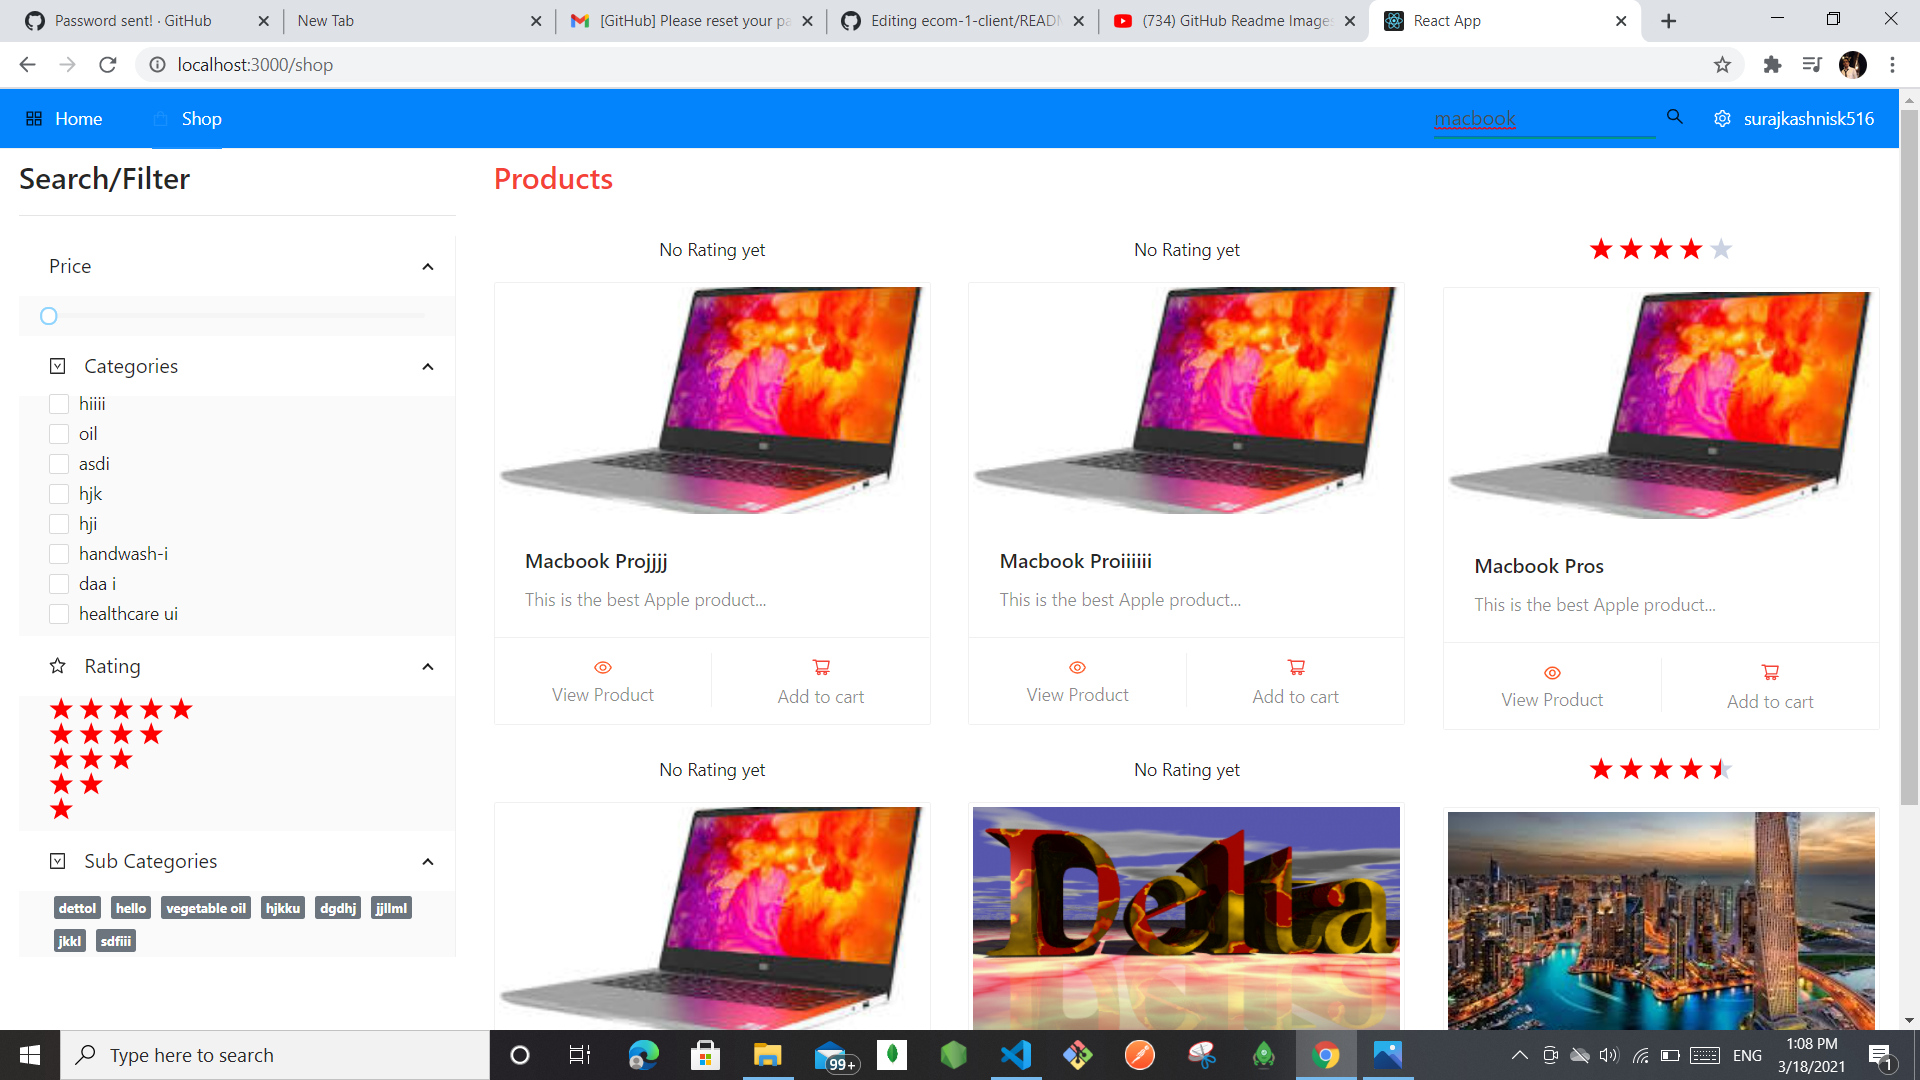 Password sent! · GitHub
New Tab
[GitHub] Please reset your pa
Editing ecom-1-client/READM
(734) GitHub Readme Images
React App
localhost:3000/shop
Home
Shop
macbook
surajkashnisk516
Search/Filter
Price
Categories
hiiii
oil
asdi
hjk
hji
handwash-i
daa i
healthcare ui
Rating
Sub Categories
dettol hello vegetable oil hjkku dgdhj jjllml
jkkl sdfiii
Products
No Rating yet
Macbook Projjjj
This is the best Apple product...
View Product
Add to cart
No Rating yet
Macbook Proiiiiii
This is the best Apple product...
View Product
Add to cart
Macbook Pros
This is the best Apple product...
View Product
Add to cart
No Rating yet
No Rating yet
Delta
Type here to search
99+
ENG
1:08 PM
3/18/2021
1